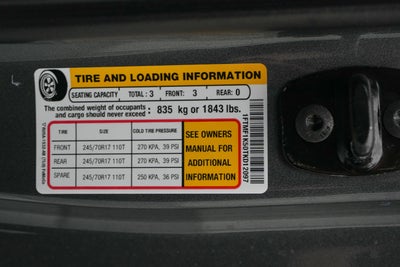 TIRE AND LOADING INFORMATION
SEATING CAPACITY TOTAL: 3 FRONT: 3 REAR: 0
The combined weight of occupants and cargo should never exceed: 835 kg or 1843 lbs.
TIRE SIZE COLD TIRE PRESSURE
FRONT 245/70R17 110T 270 KPA, 39 PSI
REAR 245/70R17 110T 270 KPA, 39 PSI
SPARE 245/70R17 110T 250 KPA, 36 PSI
SEE OWNERS
MANUAL FOR
ADDITIONAL
INFORMATION